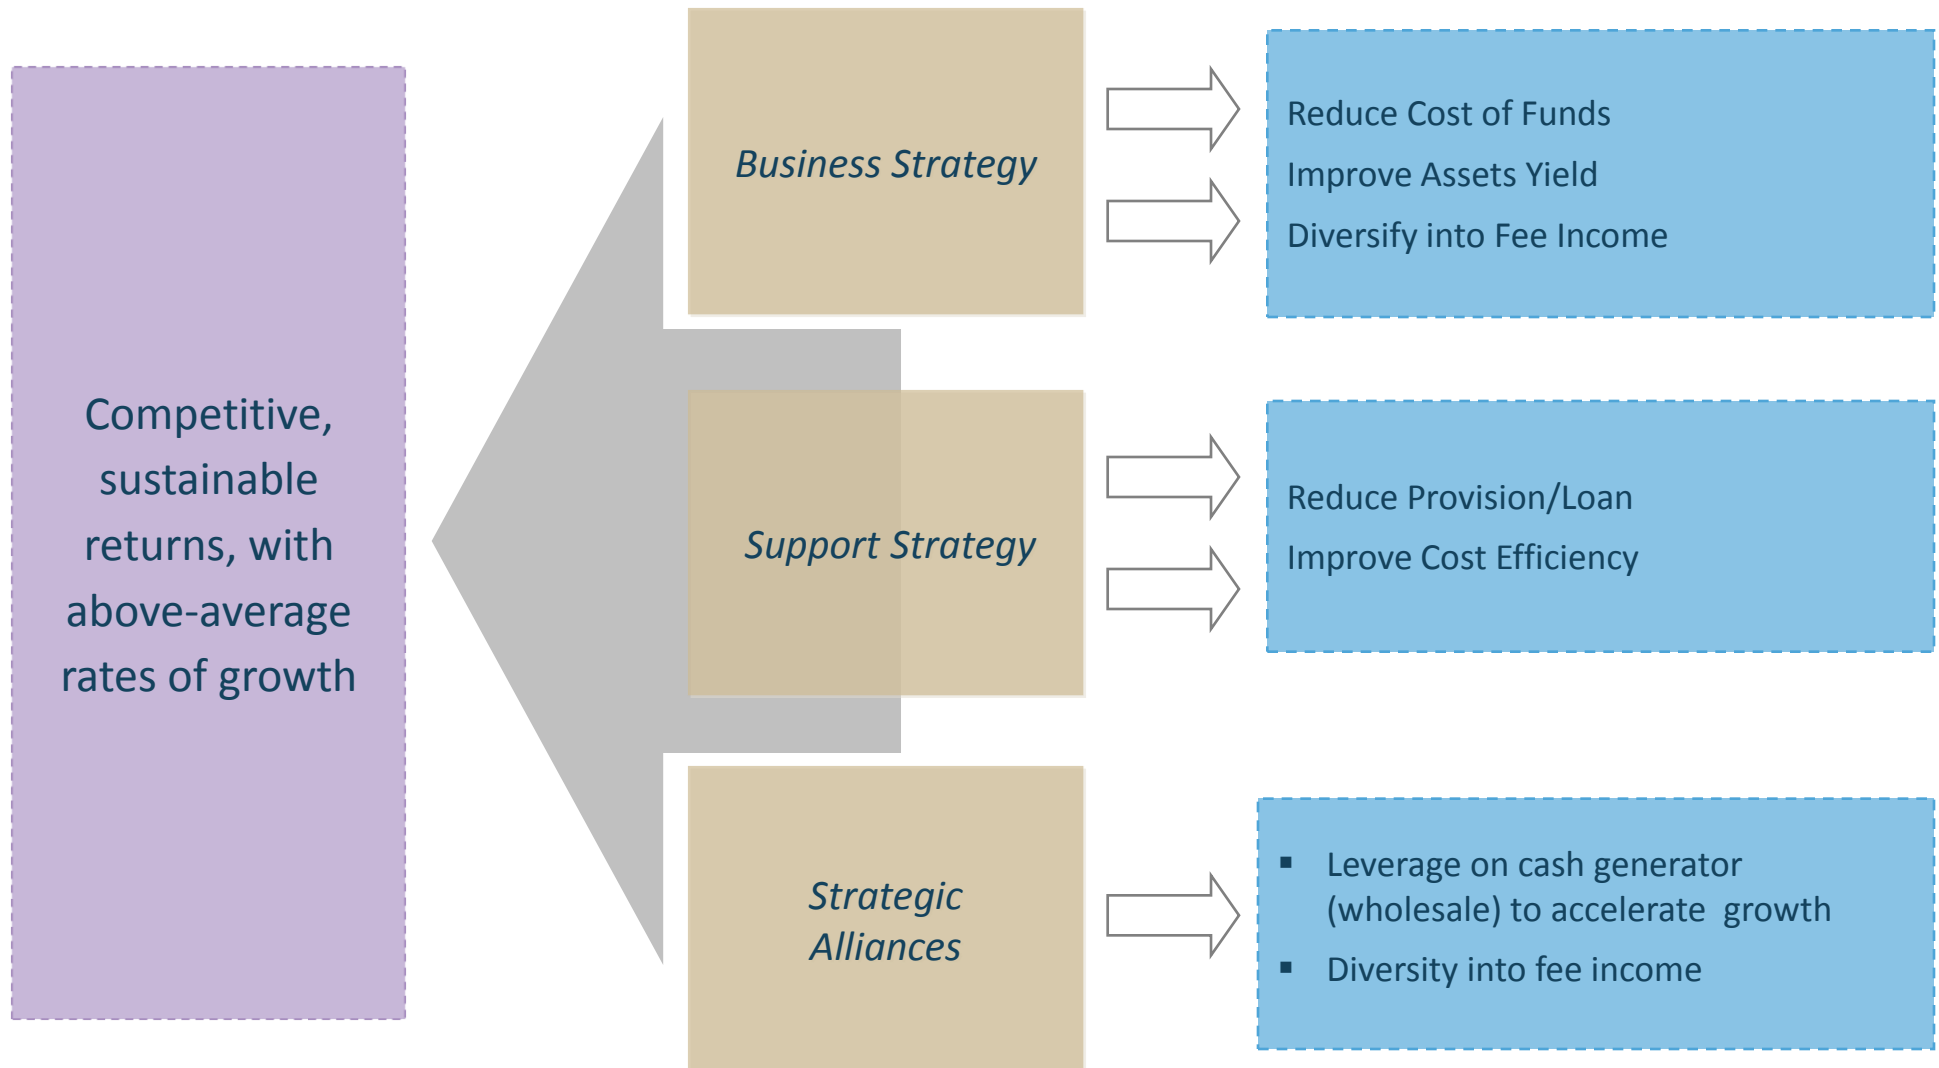 Competitive,
sustainable
returns, with
above-average
rates of growth
Business Strategy
Reduce Cost of Funds
Improve Assets Yield
Diversify into Fee Income
Support Strategy
Reduce Provision/Loan
Improve Cost Efficiency
Strategic
Alliances
▪ Leverage on cash generator
(wholesale) to accelerate growth
▪ Diversity into fee income